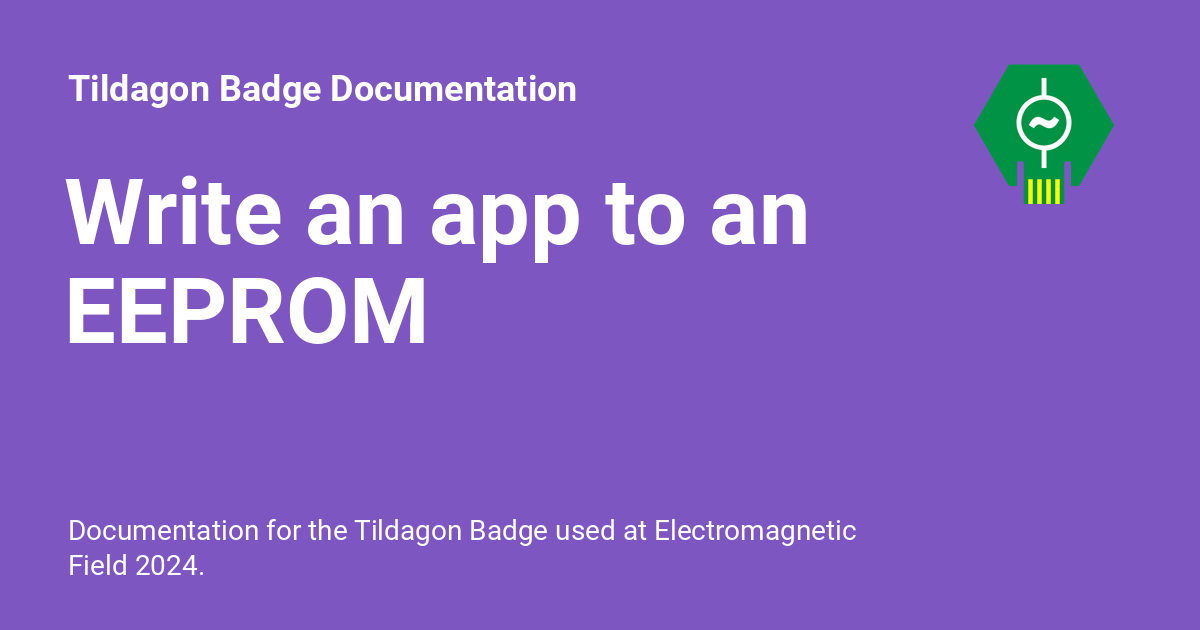 Tildagon Badge Documentation
Write an app to an
EEPROM
Documentation for the Tildagon Badge used at Electromagnetic
Field 2024.